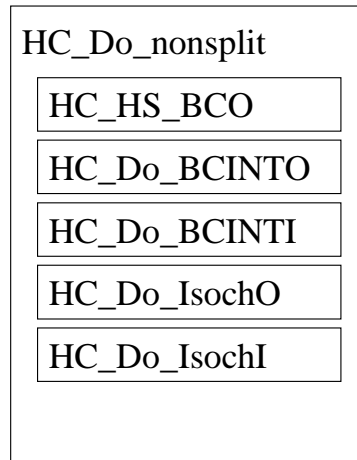 HC_Do_nonsplit
HC_HS_BCO
HC_Do_BCINTO
HC_Do_BCINTI
HC_Do_IsochO
HC_Do_IsochI